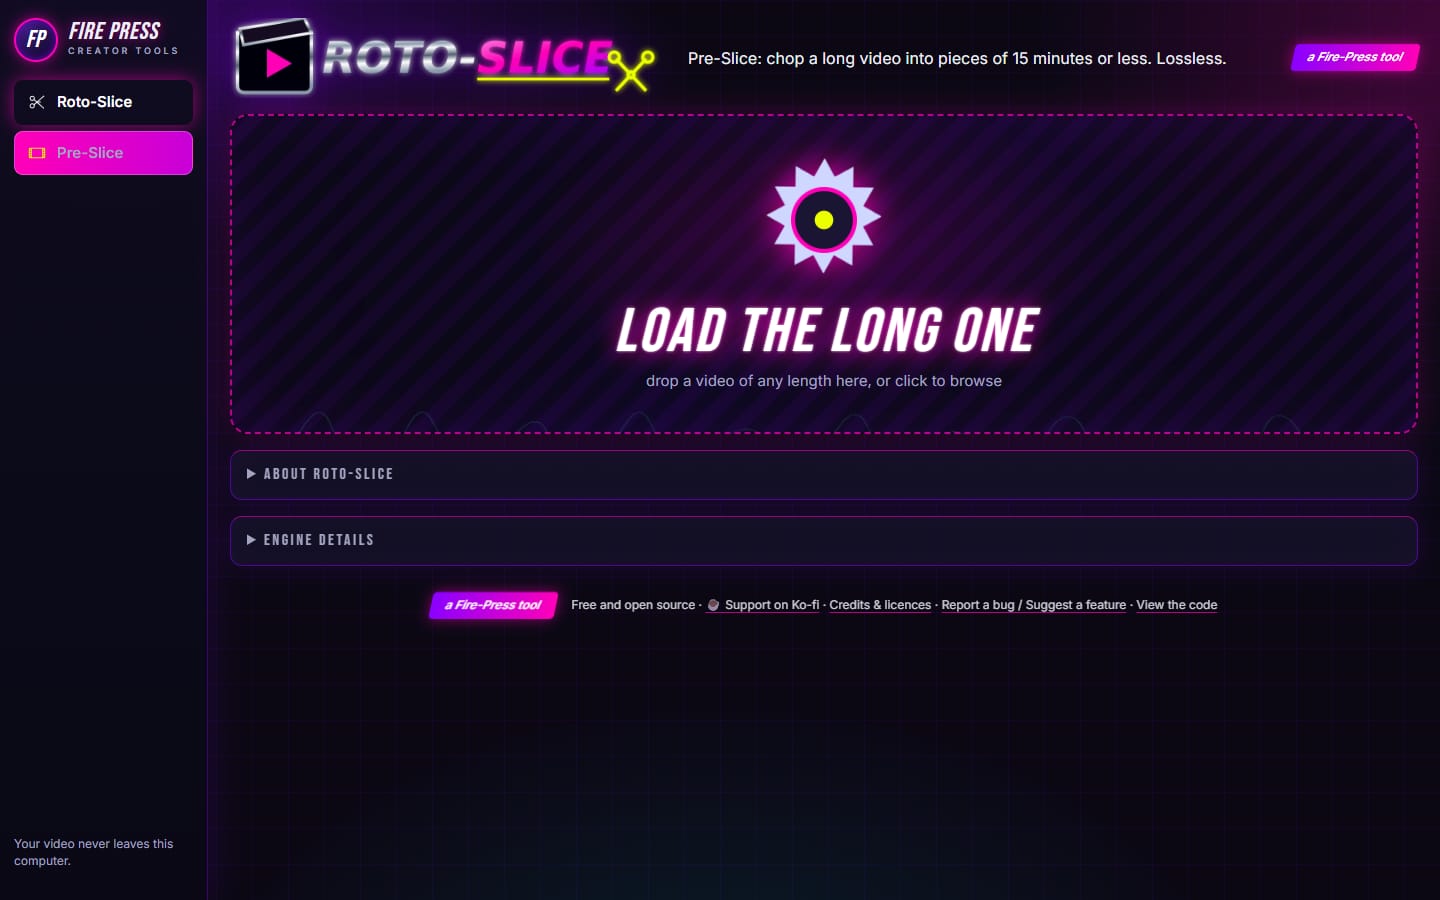 FP
FIRE PRESS
CREATOR TOOLS
Roto-Slice
Pre-Slice
Your video never leaves this
computer.
ROTO-SLICE
Pre-Slice: chop a long video into pieces of 15 minutes or less. Lossless.
a Fire-Press tool
LOAD THE LONG ONE
drop a video of any length here, or click to browse
ABOUT ROTO-SLICE
ENGINE DETAILS
a Fire-Press tool Free and open source · Support on Ko-fi · Credits & licences · Report a bug / Suggest a feature · View the code